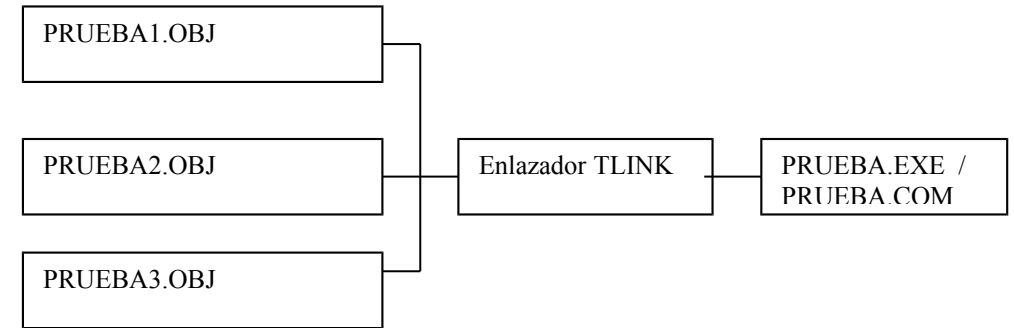 PRUEBA1.OBJ
PRUEBA2.OBJ
Enlazador TLINK
PRUEBA.EXE /
PRUEBA.COM
PRUEBA3.OBJ